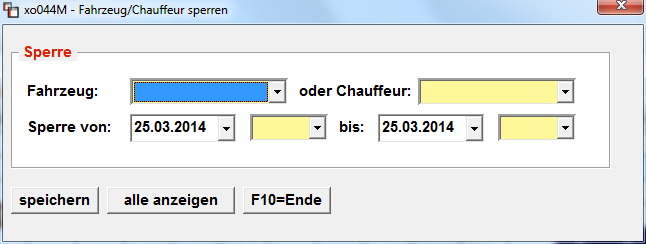 xo044M - Fahrzeug/Chauffeur sperren
Sperre
Fahrzeug: oder Chauffeur:
Sperre von: 25.03.2014 bis: 25.03.2014
speichern alle anzeigen F10=Ende